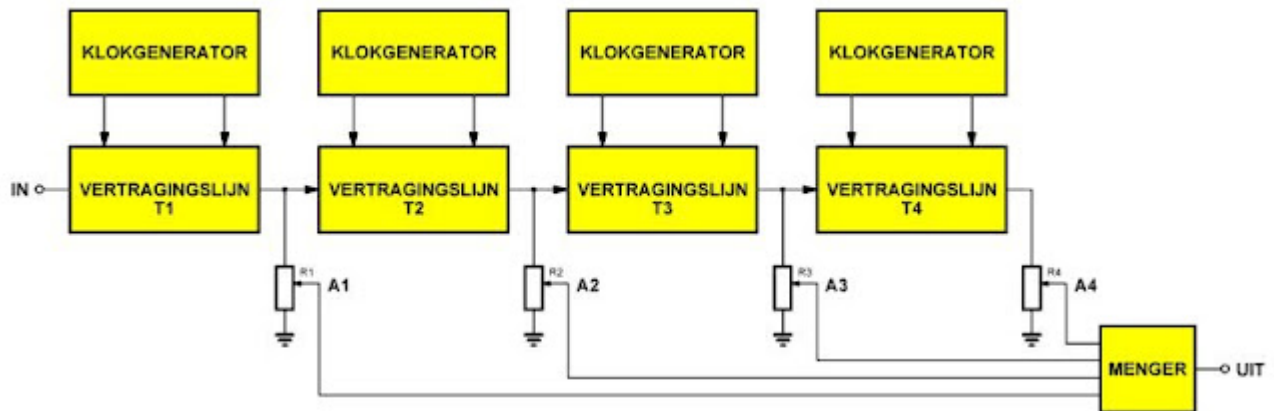 KLOKGENERATOR KLOKGENERATOR KLOKGENERATOR KLOKGENERATOR
IN VERTRAGINGSLIJN VERTRAGINGSLIJN VERTRAGINGSLIJN VERTRAGINGSLIJN
T1 T2 T3 T4
R1 R2 R3 R4
A1 A2 A3 A4
MENGER UIT